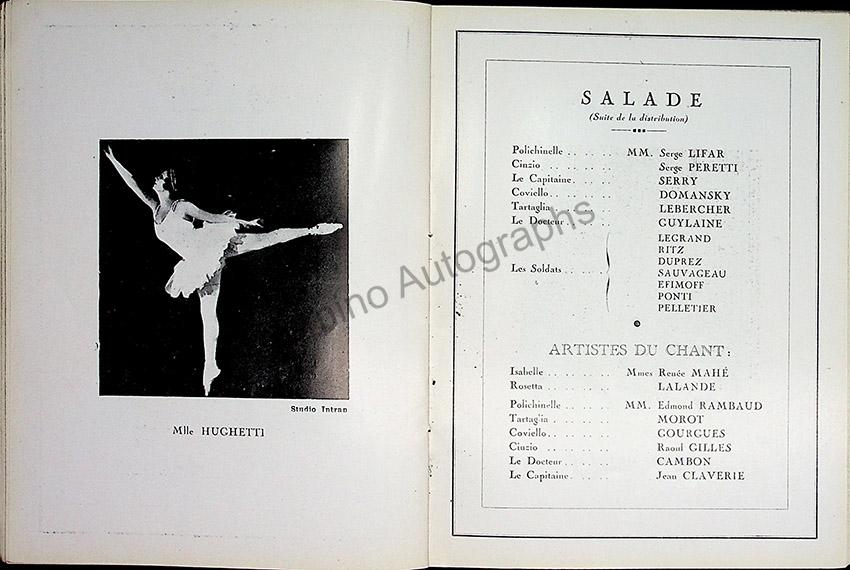 Studio Intran
Mlle HUGHETTI
SALADE
(Suite de la distribution)
Polichinelle . . . . . . MM. Serge LIFAR
Cinzio . . . . . . Serge PERETTI
Le Capitaine. . . . . SERRY
Coviello. . . . . . DOMANSKY
Tartaglia . . . . . LEBERCHER
Le Docteur. . . . . GUYLAINE
LEGRAND
RITZ
DUPREZ
Les Soldats . . . . . SAUVAGEAU
EFIMOFF
PONTI
PELLETIER
ARTISTES DU CHANT :
Isabelle . . . . . . Mmes Renée MAHÉ
Rosetta . . . . . . LALANDE
Polichinelle . . . . . MM. Edmond RAMBAUD
Tartaglia . . . . . MOROT
Coviello. . . . . . GOURGUES
Cinzio . . . . . . Raoul GILLES
Le Docteur. . . . . CAMBON
Le Capitaine. . . . . Jean CLAVERIE
ino Autographs